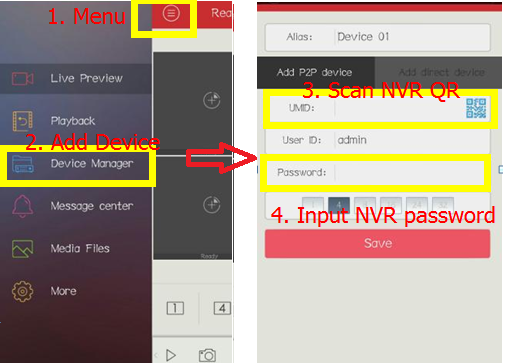 1. Menu
Rea
Live Preview
Playback
2. Add Device
Device Manager
Message center
Media Files
More
Ready
1 4
Alias: Device 01
Add P2P device Add direct device
3. Scan NVR QR
UMID:
User ID: admin
Password:
4
4. Input NVR password
Save